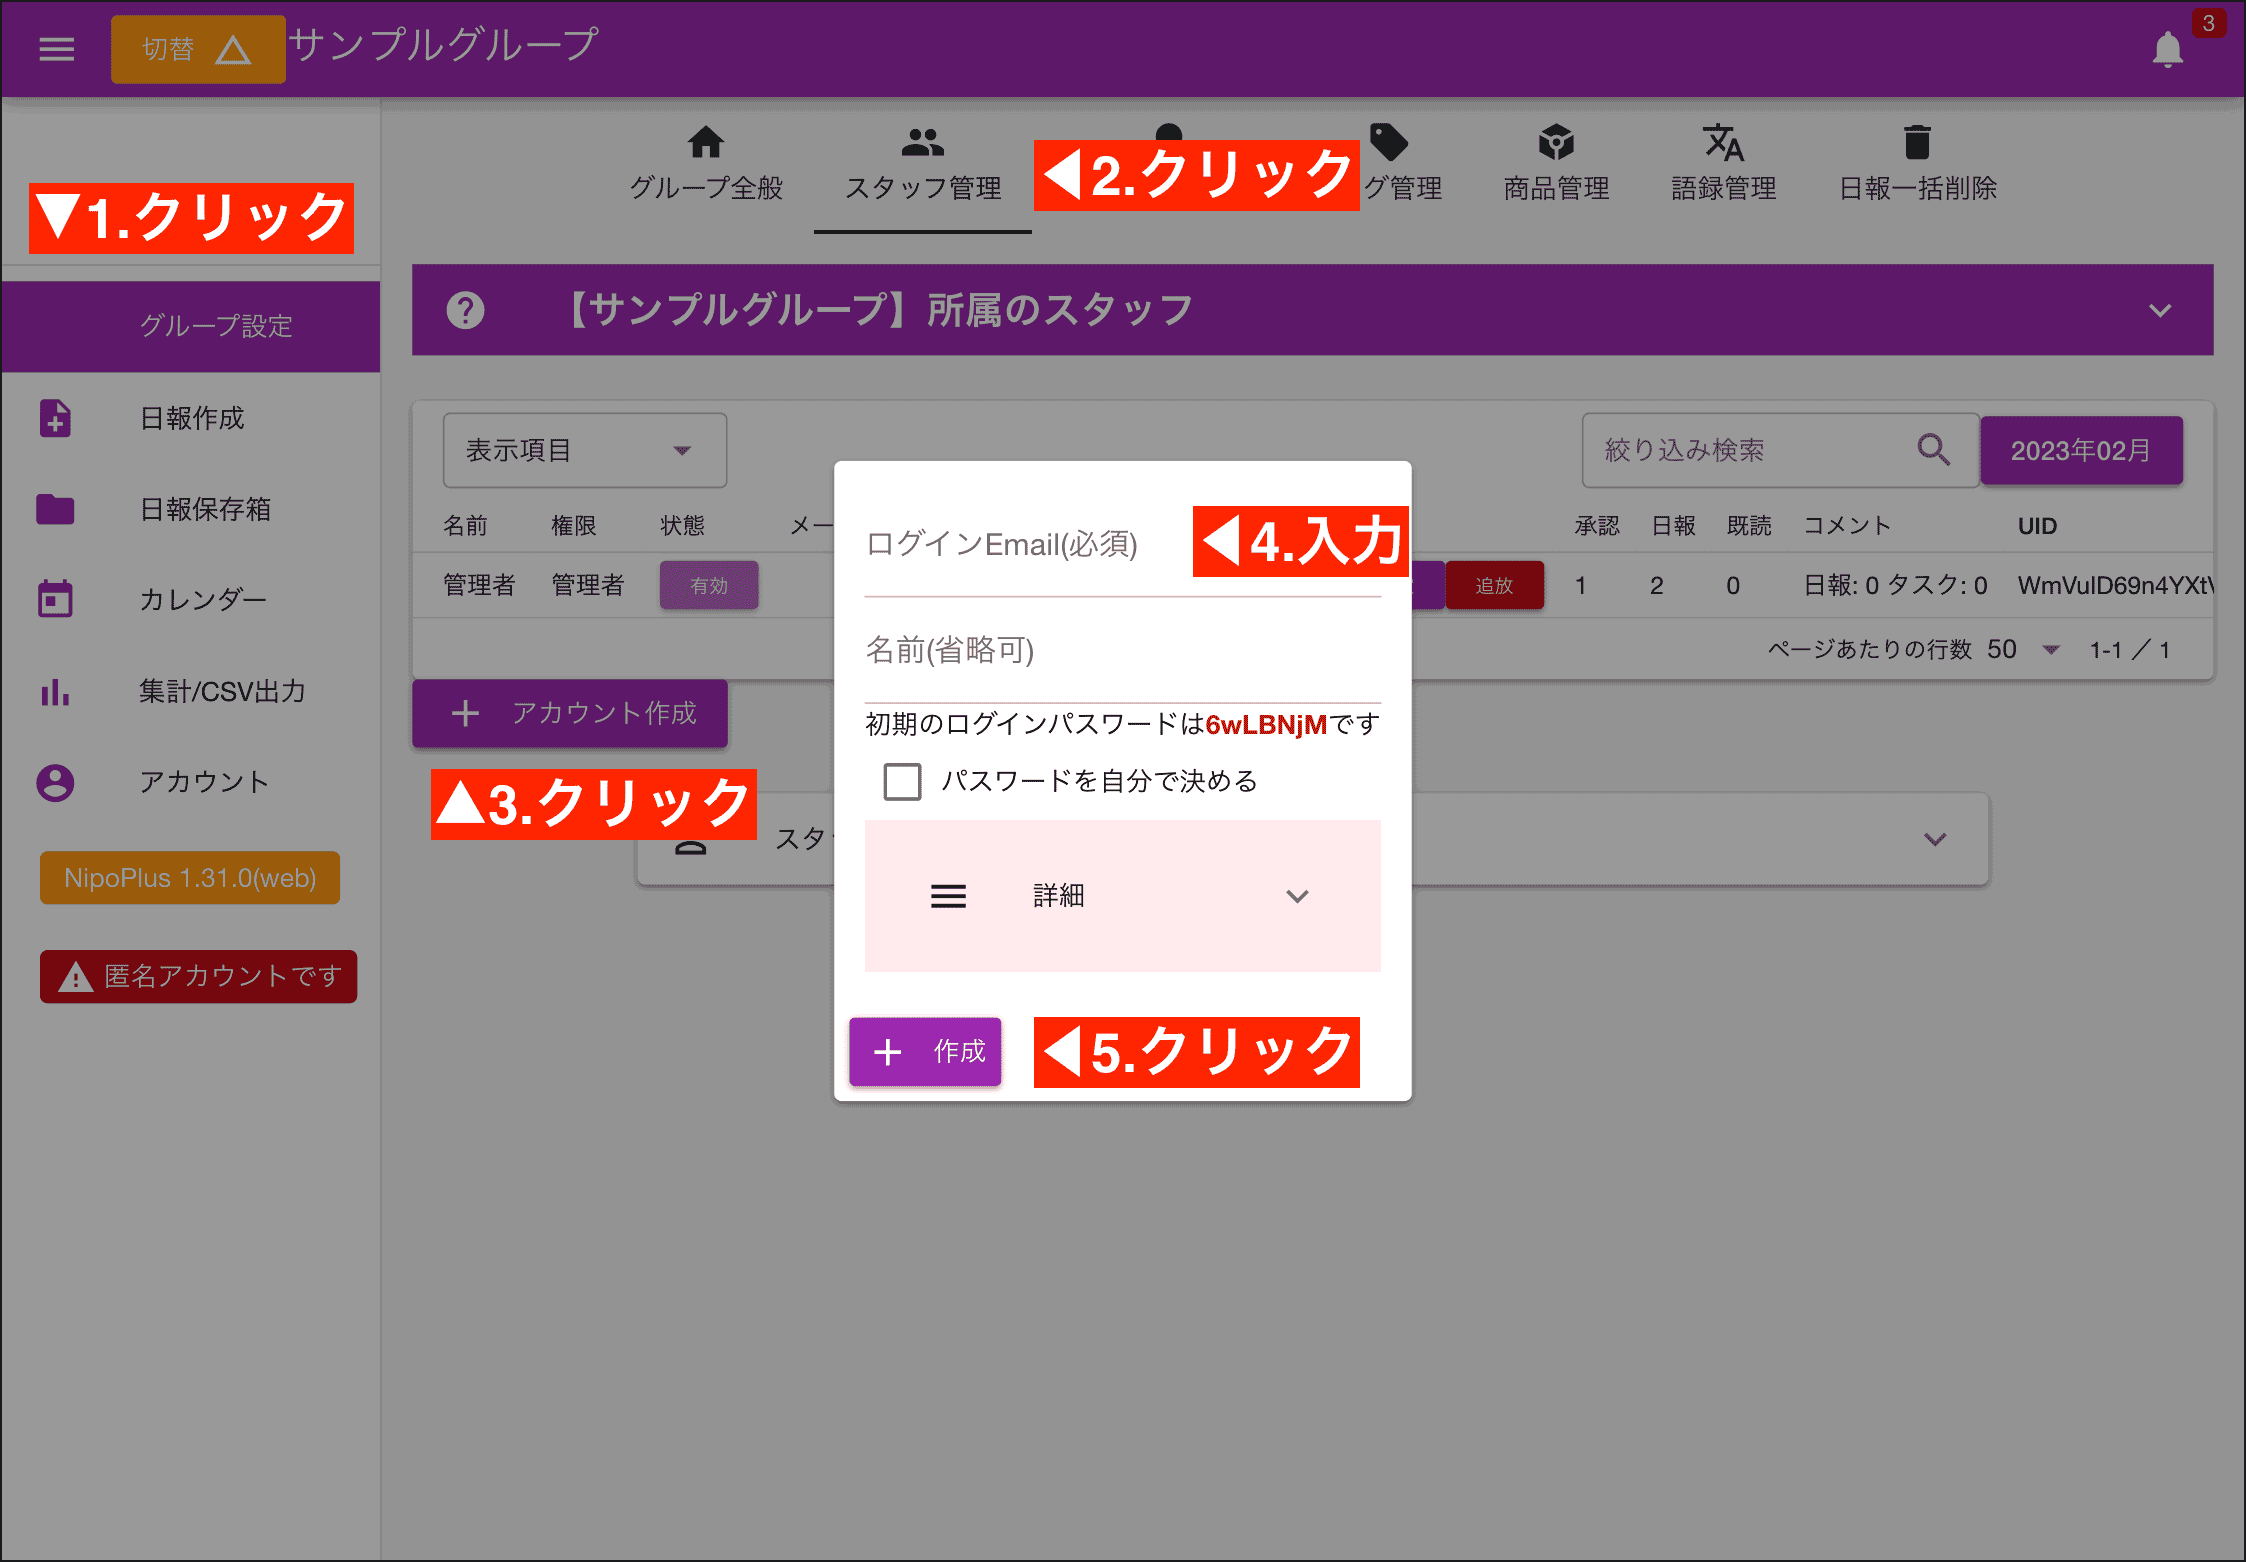 切替
サンプルグループ
3
▼1.クリック
グループ全般
スタッフ管理
◀2.クリック
グ管理
商品管理
語録管理
日報一括削除
グループ設定
日報作成
日報保存箱
カレンダー
集計/CSV出力
アカウント
NipoPlus 1.31.0(web)
匿名アカウントです
【サンプルグループ】所属のスタッフ
表示項目
絞り込み検索
2023年02月
名前 権限 状態 メー 承認 日報 既読 コメント UID
管理者 管理者 有効 追放 1 2 0 日報: 0 タスク: 0
ページあたりの行数 50 1-1 / 1
アカウント作成
▲3.クリック
スタ
ログインEmail(必須)
◀4.入力
名前(省略可)
初期のログインパスワードは6wLBNjMです
パスワードを自分で決める
詳細
作成
◀5.クリック